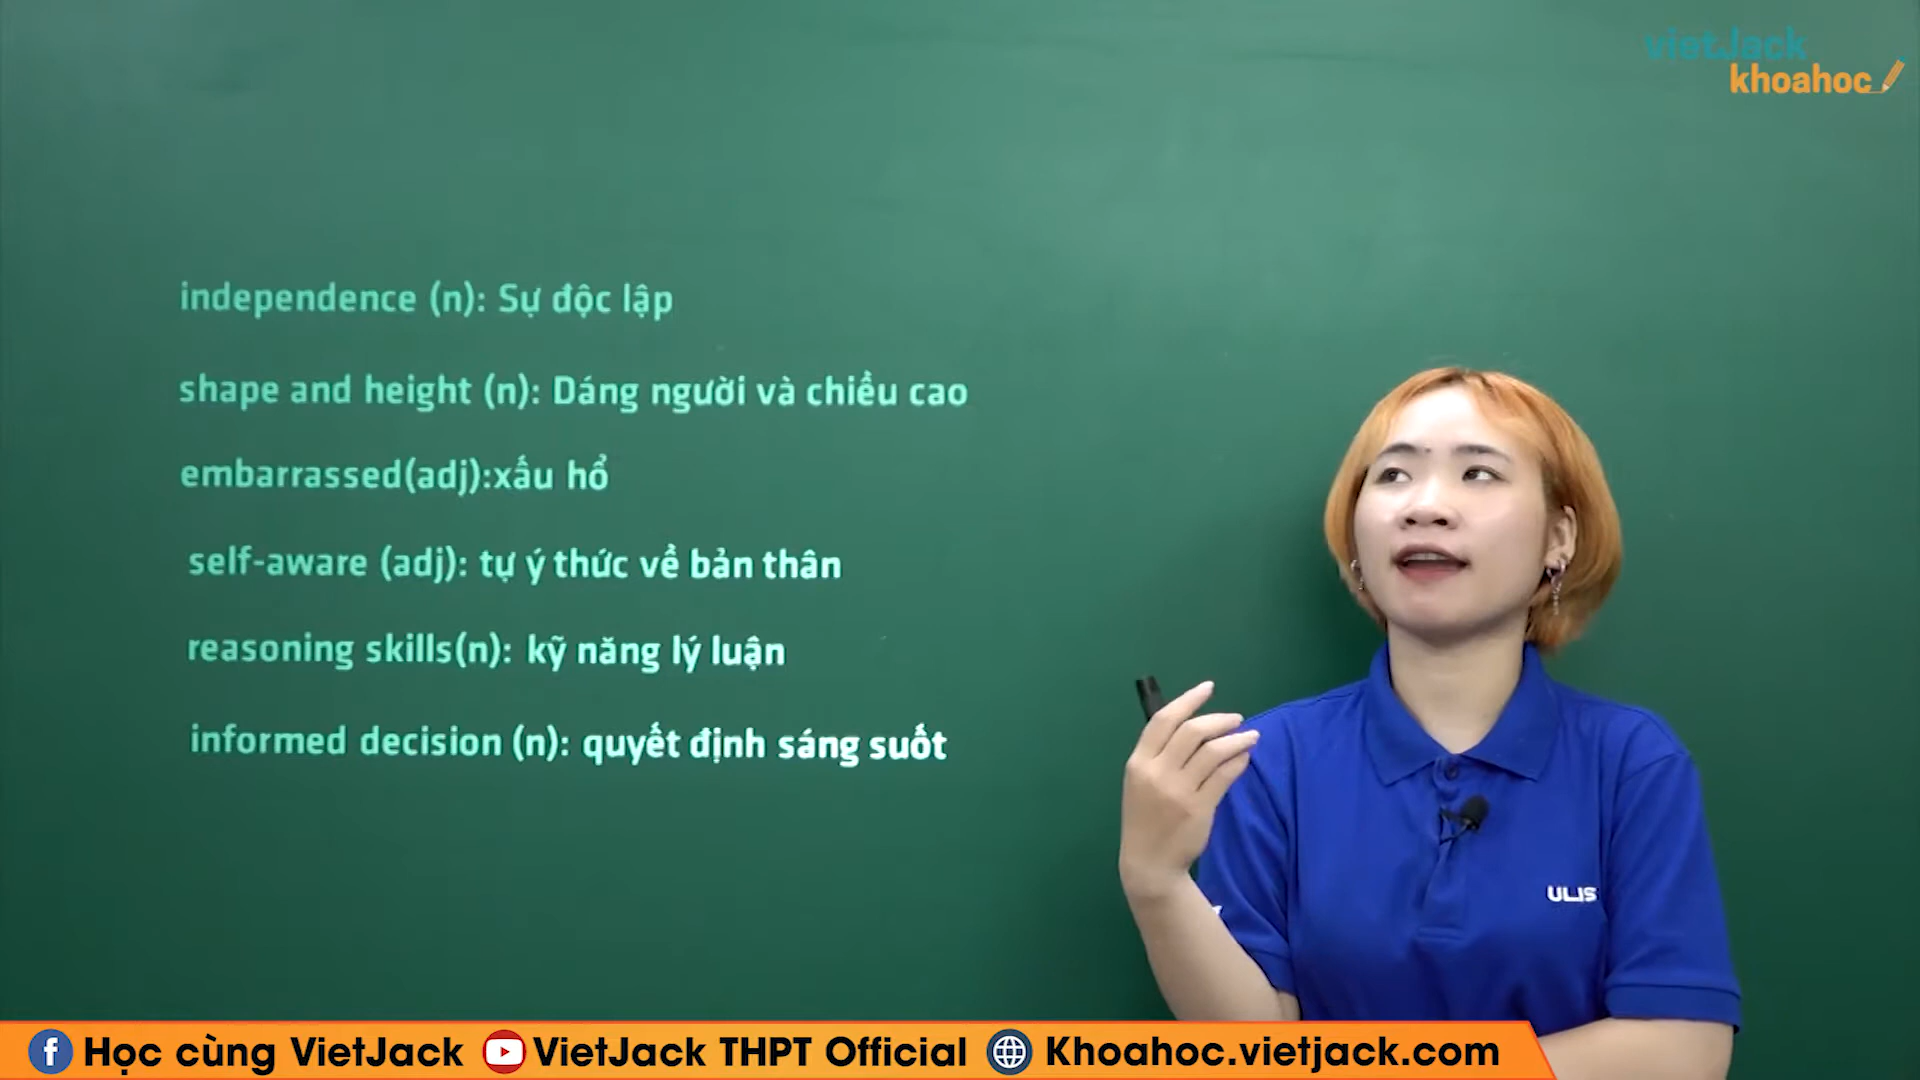 vietJack
khoahoc
independence (n): Sự độc lập
shape and height (n): Dáng người và chiều cao
embarrassed(adj):xấu hổ
self-aware (adj): tự ý thức về bản thân
reasoning skills(n): kỹ năng lý luận
informed decision (n): quyết định sáng suốt
ULIS
Học cùng VietJack VietJack THPT Official Khoahoc.vietjack.com